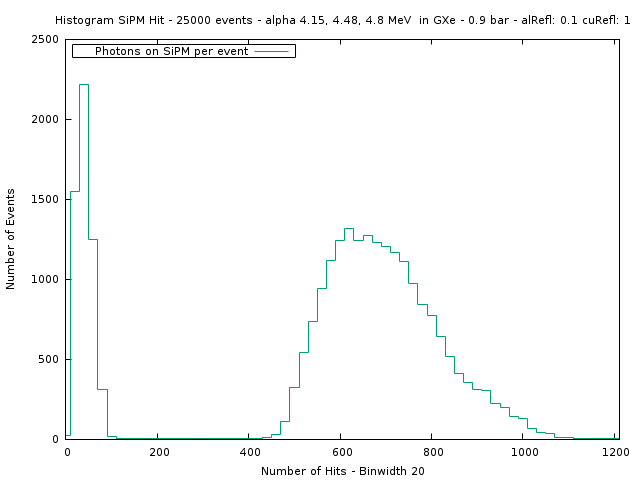 Histogram SiPM Hit - 25000 events - alpha 4.15, 4.48, 4.8 MeV  in GXe - 0.9 bar - alRefl: 0.1 cuRefl: 1
Photons on SiPM per event
2500
2000
1500
1000
500
0
Number of Events
0 200 400 600 800 1000 1200
Number of Hits - Binwidth 20